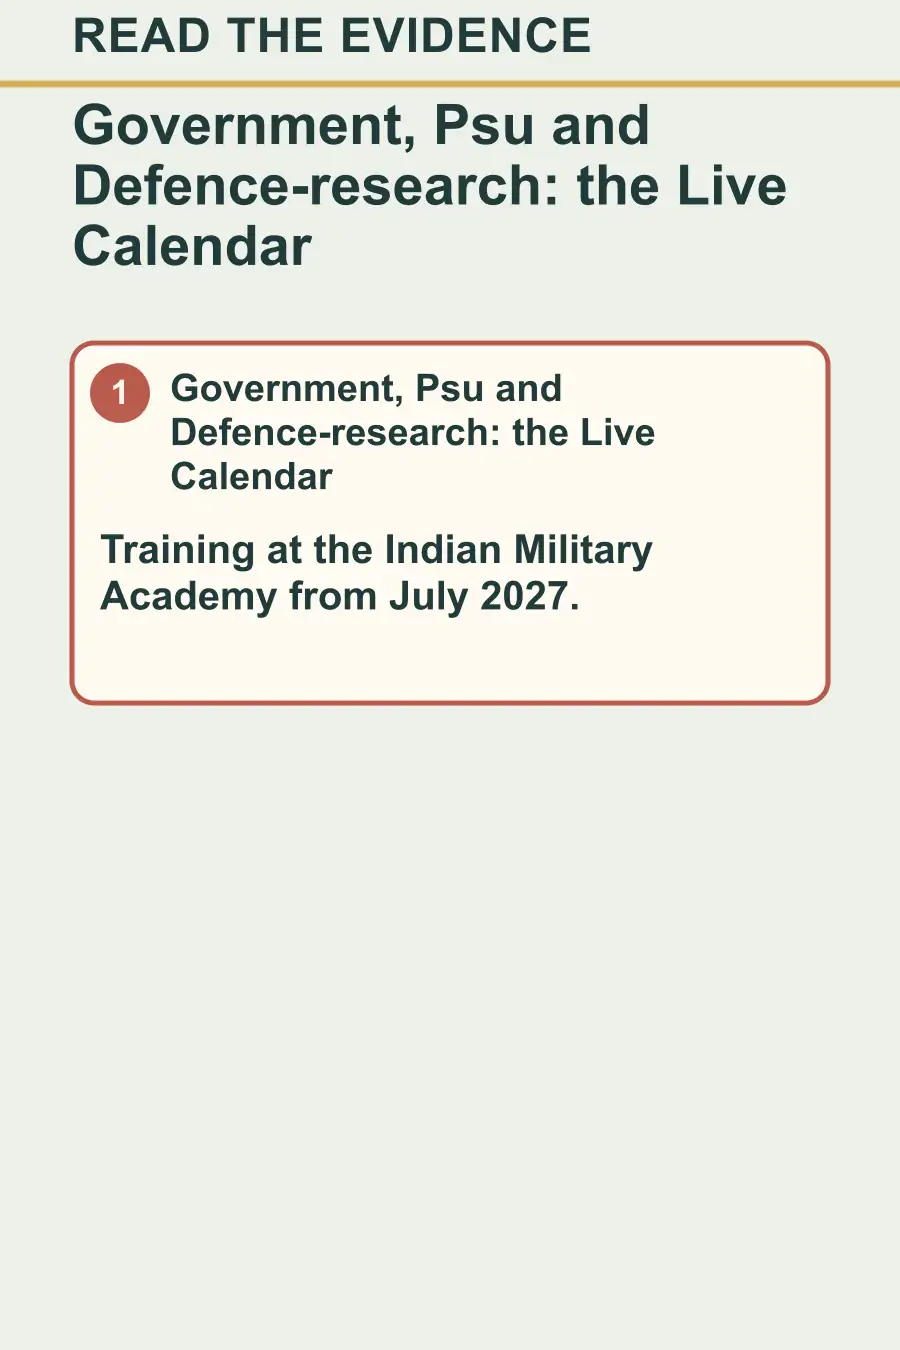 READ THE EVIDENCE
Government, Psu and
Defence-research: the Live
Calendar
1
Government, Psu and
Defence-research: the Live
Calendar
Training at the Indian Military
Academy from July 2027.